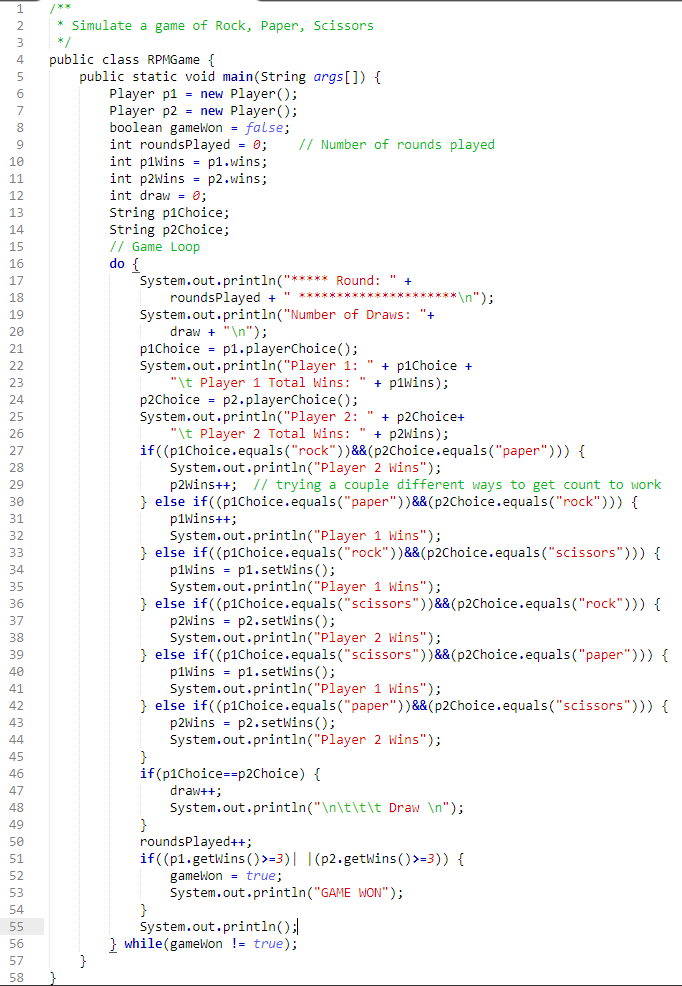 1 /**
2 * Simulate a game of Rock, Paper, Scissors
3 */
4 public class RPMGame {
5 public static void main(String args[]) {
6 Player p1 = new Player();
7 Player p2 = new Player();
8 boolean gameWon = false;
9 int roundsPlayed = 0; // Number of rounds played
10 int p1Wins = p1.wins;
11 int p2Wins = p2.wins;
12 int draw = 0;
13 String p1Choice;
14 String p2Choice;
15 // Game Loop
16 do {
17 System.out.println("***** Round: " +
18 roundsPlayed + " *********************\n");
19 System.out.println("Number of Draws: "+
20 draw + "\n");
21 p1Choice = p1.playerChoice();
22 System.out.println("Player 1: " + p1Choice +
23 "\t Player 1 Total Wins: " + p1Wins);
24 p2Choice = p2.playerChoice();
25 System.out.println("Player 2: " + p2Choice+
26 "\t Player 2 Total Wins: " + p2Wins);
27 if((p1Choice.equals("rock"))&&(p2Choice.equals("paper"))) {
28 System.out.println("Player 2 Wins");
29 p2Wins++; // trying a couple different ways to get count to work
30 } else if((p1Choice.equals("paper"))&&(p2Choice.equals("rock"))) {
31 p1Wins++;
32 System.out.println("Player 1 Wins");
33 } else if((p1Choice.equals("rock"))&&(p2Choice.equals("scissors"))) {
34 p1Wins = p1.setWins();
35 System.out.println("Player 1 Wins");
36 } else if((p1Choice.equals("scissors"))&&(p2Choice.equals("rock"))) {
37 p2Wins = p2.setWins();
38 System.out.println("Player 2 Wins");
39 } else if((p1Choice.equals("scissors"))&&(p2Choice.equals("paper"))) {
40 p1Wins = p1.setWins();
41 System.out.println("Player 1 Wins");
42 } else if((p1Choice.equals("paper"))&&(p2Choice.equals("scissors"))) {
43 p2Wins = p2.setWins();
44 System.out.println("Player 2 Wins");
45 }
46 if(p1Choice==p2Choice) {
47 draw++;
48 System.out.println("\n\t\t\t Draw \n");
49 }
50 roundsPlayed++;
51 if((p1.getWins()>=3)| |(p2.getWins()>=3)) {
52 gameWon = true;
53 System.out.println("GAME WON");
54 }
55 System.out.println();
56 } while(gameWon != true);
57 }
58 }